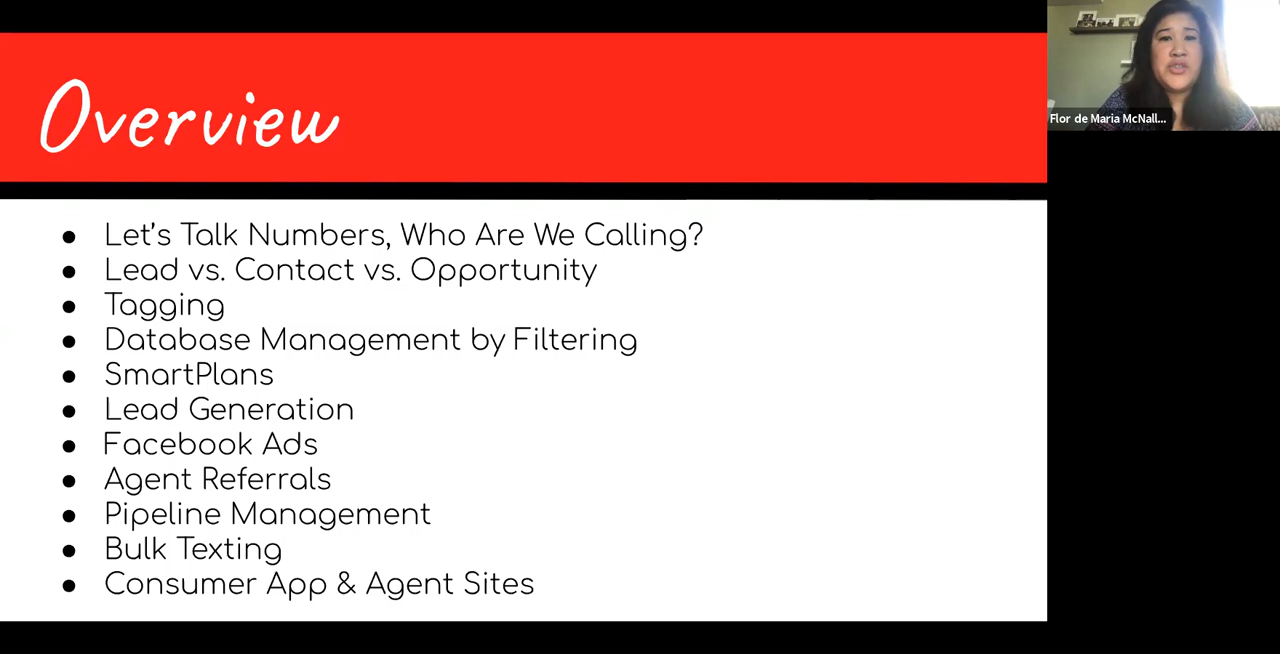 Overview
Flor de Maria McNall...
● Let's Talk Numbers, Who Are We Calling?
● Lead vs. Contact vs. Opportunity
● Tagging
● Database Management by Filtering
● SmartPlans
● Lead Generation
● Facebook Ads
● Agent Referrals
● Pipeline Management
● Bulk Texting
● Consumer App & Agent Sites